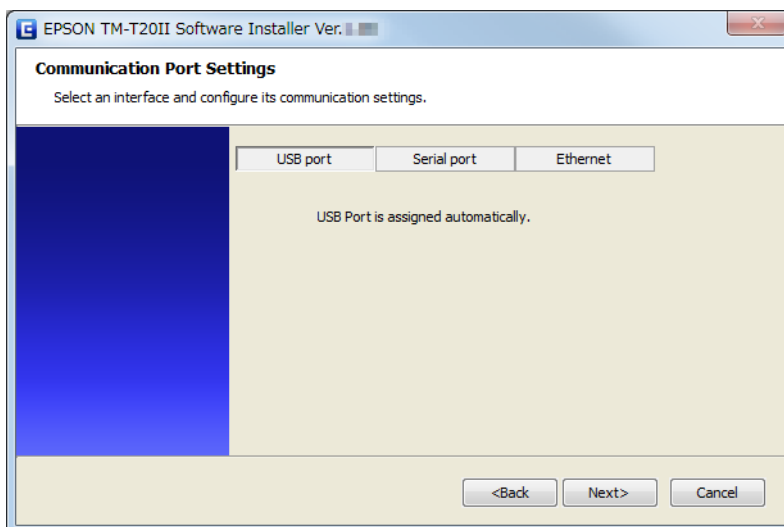 EPSON TM-T20II Software Installer Ver.
Communication Port Settings
Select an interface and configure its communication settings.
USB port Serial port Ethernet
USB Port is assigned automatically.
<Back Next> Cancel